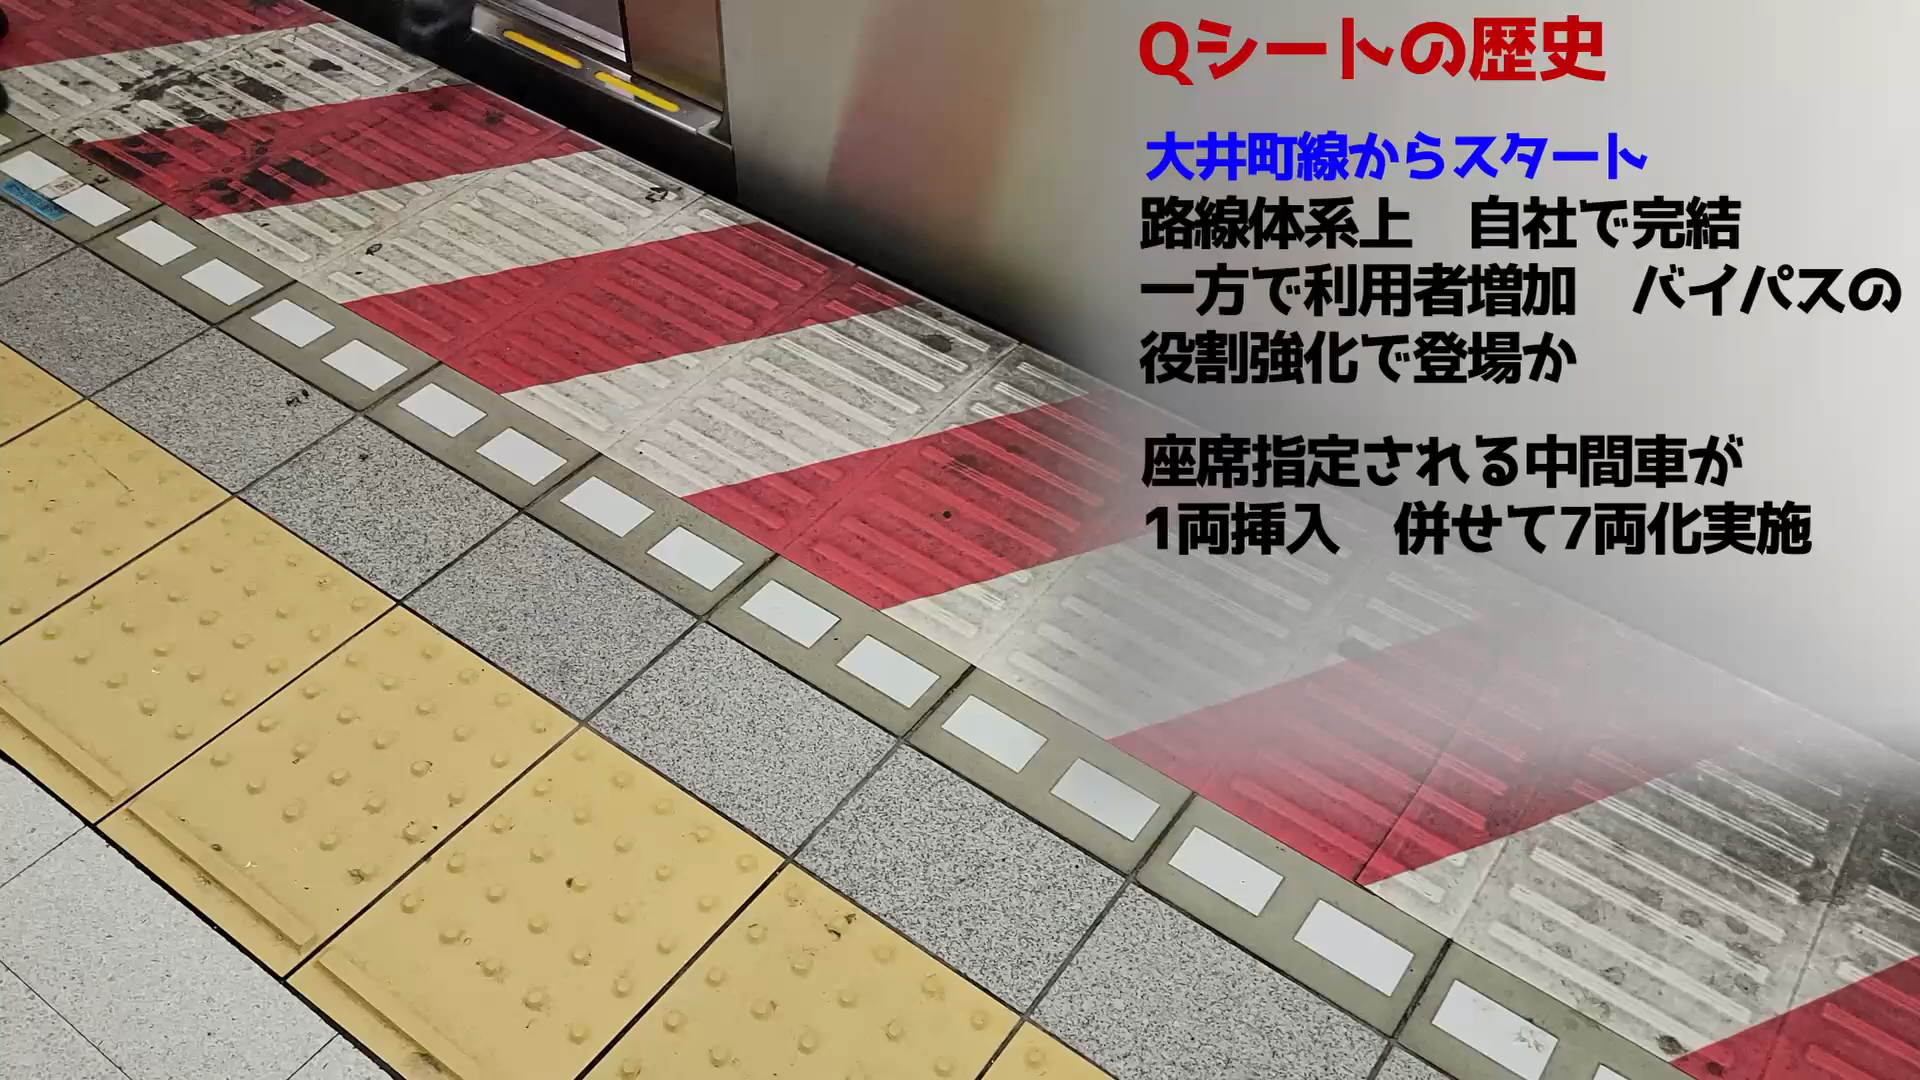 Qシートの歴史
大井町線からスタート
路線体系上　自社で完結
一方で利用者増加　バイパスの
役割強化で登場か
座席指定される中間車が
1両挿入　併せて7両化実施